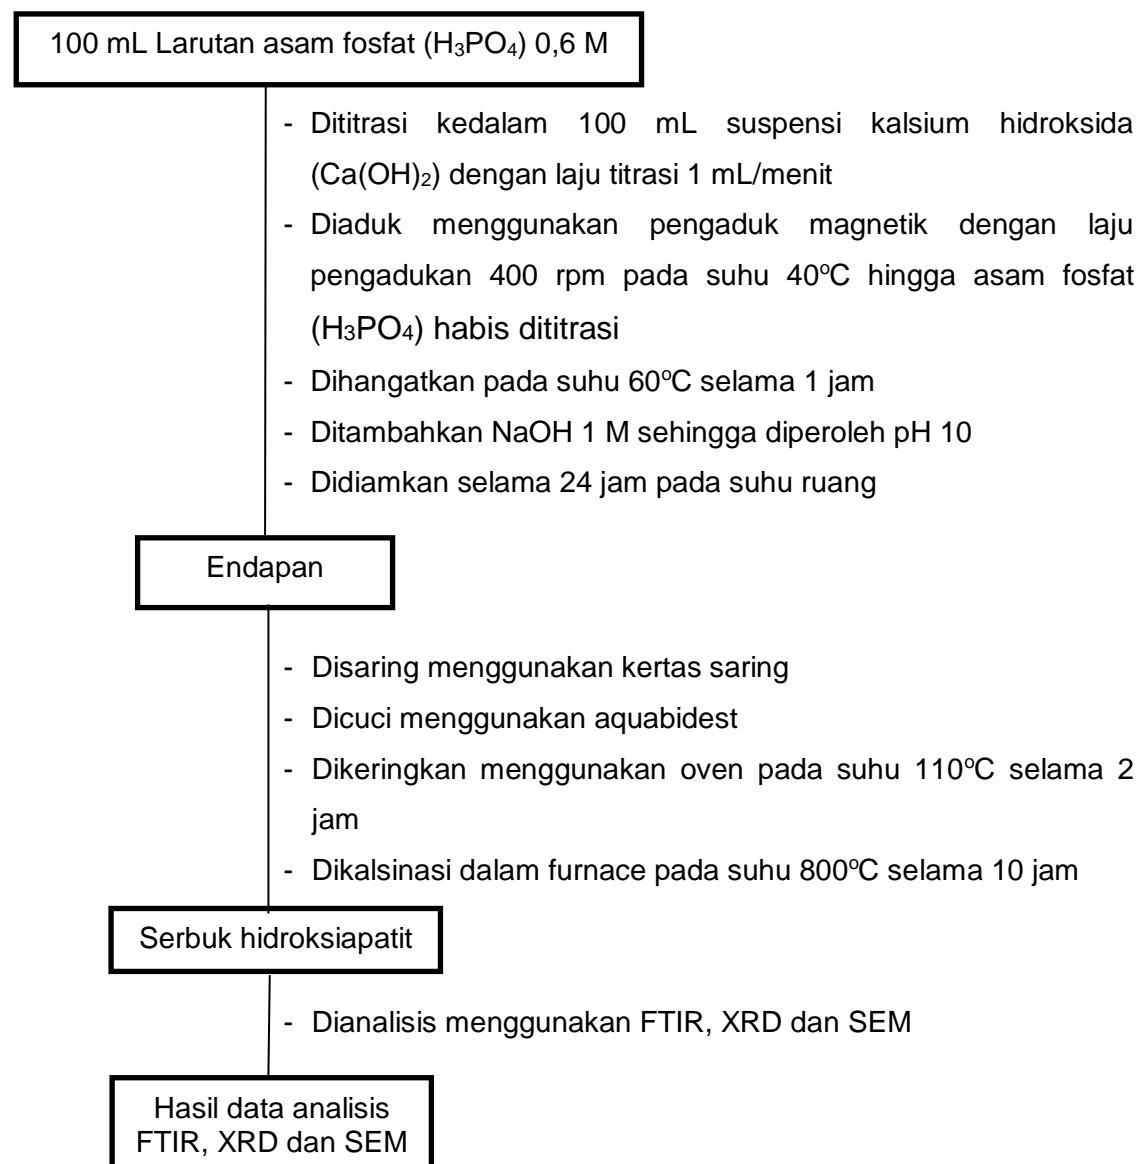 100 mL Larutan asam fosfat (H₃PO₄) 0,6 M
- Dititrasi kedalam 100 mL suspensi kalsium hidroksida
(Ca(OH)₂) dengan laju titrasi 1 mL/menit
- Diaduk menggunakan pengaduk magnetik dengan laju
pengadukan 400 rpm pada suhu 40°C hingga asam fosfat
(H₃PO₄) habis dititrasi
- Dihangatkan pada suhu 60°C selama 1 jam
- Ditambahkan NaOH 1 M sehingga diperoleh pH 10
- Didiamkan selama 24 jam pada suhu ruang
Endapan
- Disaring menggunakan kertas saring
- Dicuci menggunakan aquabidest
- Dikeringkan menggunakan oven pada suhu 110°C selama 2
jam
- Dikalsinasi dalam furnace pada suhu 800°C selama 10 jam
Serbuk hidroksiapatit
- Dianalisis menggunakan FTIR, XRD dan SEM
Hasil data analisis
FTIR, XRD dan SEM